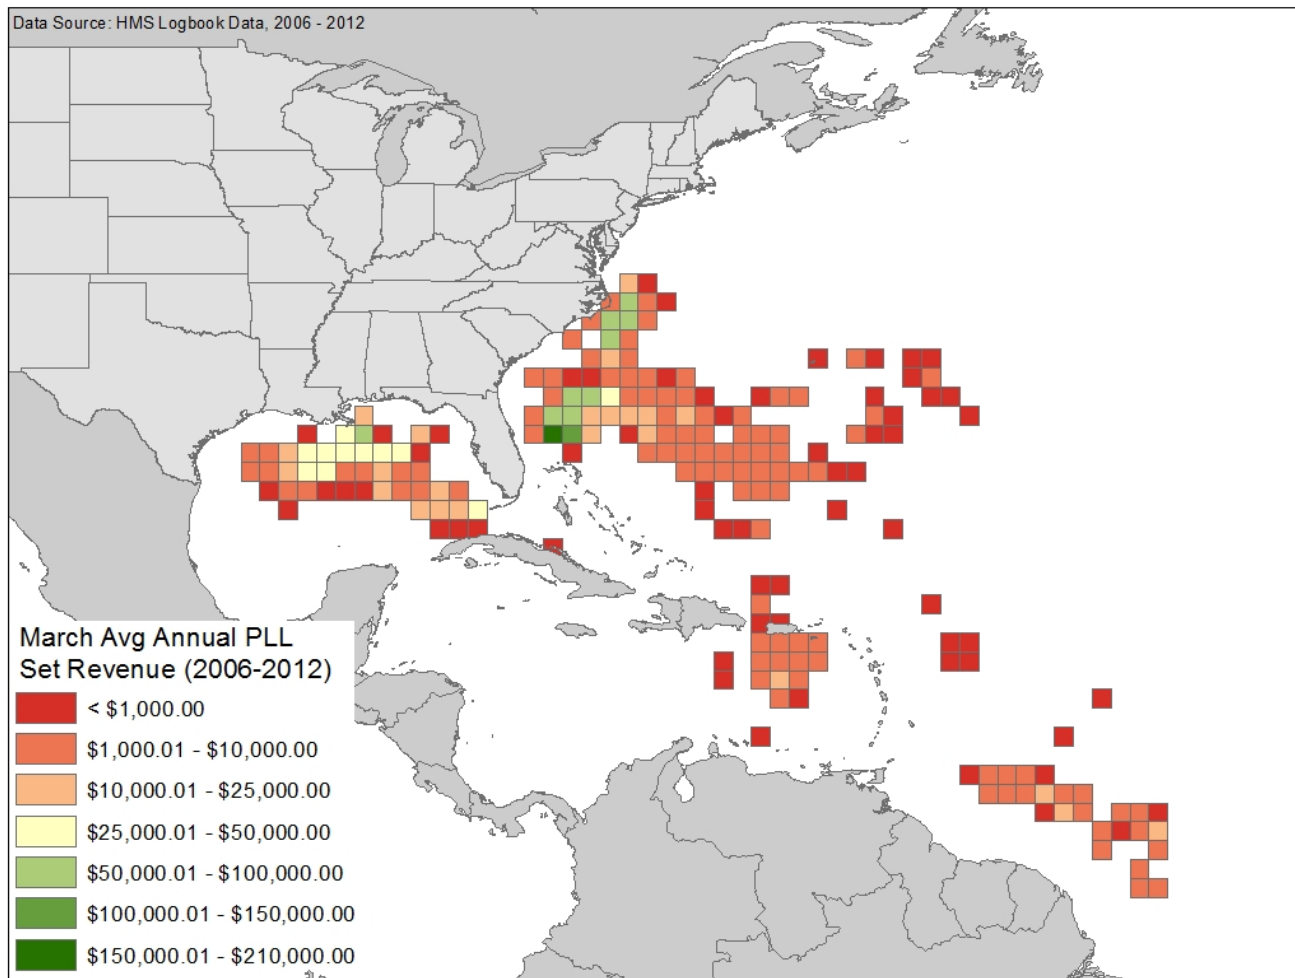 Data Source: HMS Logbook Data, 2006 - 2012
March Avg Annual PLL
Set Revenue (2006-2012)
< $1,000.00
$1,000.01 - $10,000.00
$10,000.01 - $25,000.00
$25,000.01 - $50,000.00
$50,000.01 - $100,000.00
$100,000.01 - $150,000.00
$150,000.01 - $210,000.00